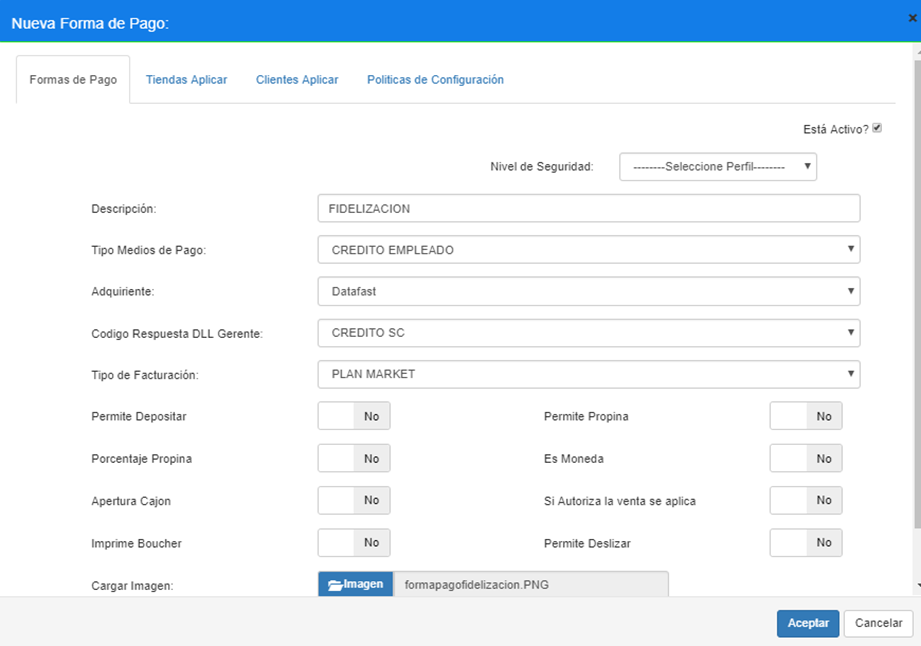 Nueva Forma de Pago:
×
Formas de Pago Tiendas Aplicar Clientes Aplicar Politicas de Configuración
Está Activo?
Nivel de Seguridad: --------Seleccione Perfil--------
Descripción: FIDELIZACION
Tipo Medios de Pago: CREDITO EMPLEADO
Adquiriente: Datafast
Codigo Respuesta DLL Gerente: CREDITO SC
Tipo de Facturación: PLAN MARKET
Permite Depositar No Permite Propina No
Porcentaje Propina No Es Moneda No
Apertura Cajon No Si Autoriza la venta se aplica No
Imprime Boucher No Permite Deslizar No
Cargar Imagen: Imagen formapagofidelizacion.PNG
Aceptar Cancelar